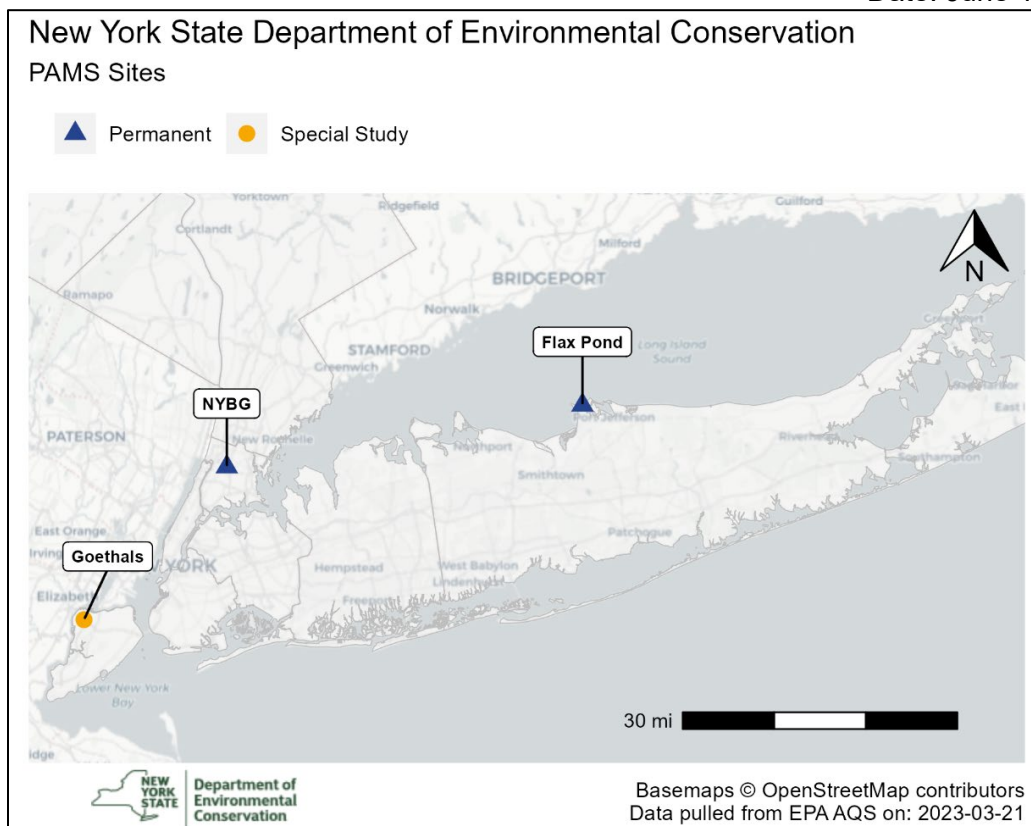 New York State Department of Environmental Conservation
PAMS Sites
Permanent
Special Study
Yorktown
Ridgefield
Guilford
Cortlandt
Milford
N
BRIDGEPORT
Ramapo
Norwalk
Greenport
Flax Pond
Long Island
Sound
STAMFORD
Greenwich
NYBG
Port Jefferson
PATERSON
New Rochelle
Northport
Riverhead
Southampton
Smithtown
East Orange
Patchogue
Goethals
YORK
Hempstead
West Babylon
Elizabeth
Freeport
Lower New York
Bay
30 mi
NEW
YORK
STATE
Department of
Environmental
Conservation
Basemaps © OpenStreetMap contributors
Data pulled from EPA AQS on: 2023-03-21